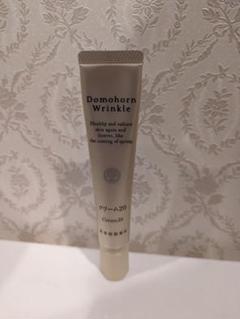 Domohorn
Wrinkle
Healthy and radiant
skin again and
forever, like
the coming of spring
クリーム20
Cream 20